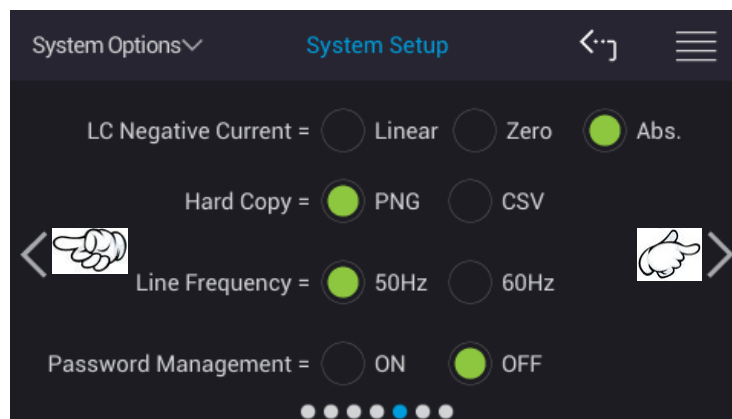 System Options System Setup
LC Negative Current = Linear Zero Abs.
Hard Copy = PNG CSV
Line Frequency = 50Hz 60Hz
Password Management = ON OFF